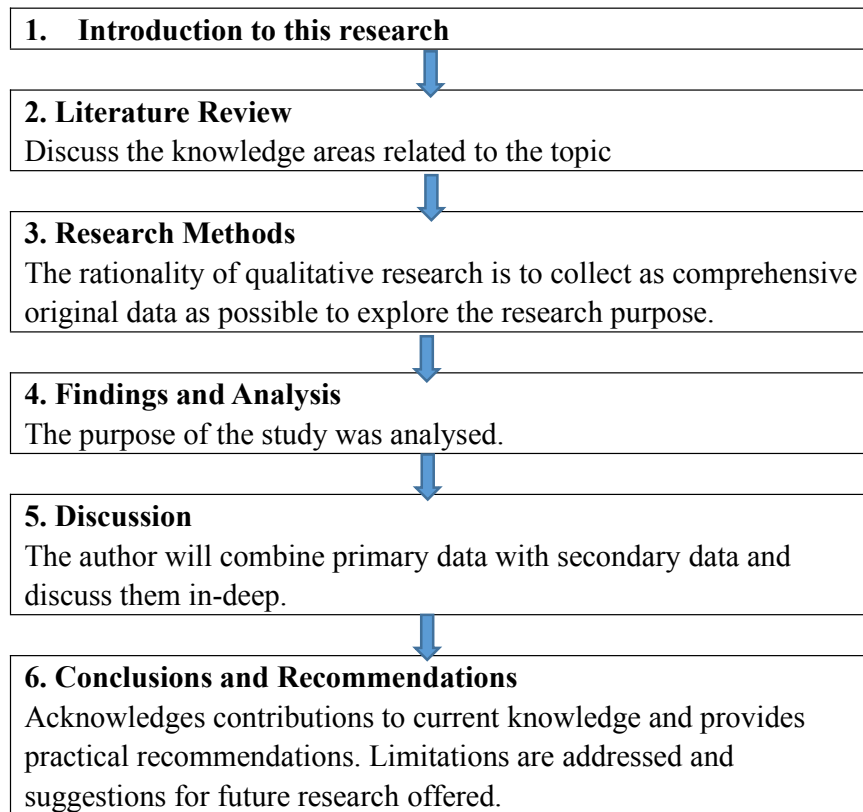 1. Introduction to this research
2. Literature Review
Discuss the knowledge areas related to the topic
3. Research Methods
The rationality of qualitative research is to collect as comprehensive
original data as possible to explore the research purpose.
4. Findings and Analysis
The purpose of the study was analysed.
5. Discussion
The author will combine primary data with secondary data and
discuss them in-deep.
6. Conclusions and Recommendations
Acknowledges contributions to current knowledge and provides
practical recommendations. Limitations are addressed and
suggestions for future research offered.